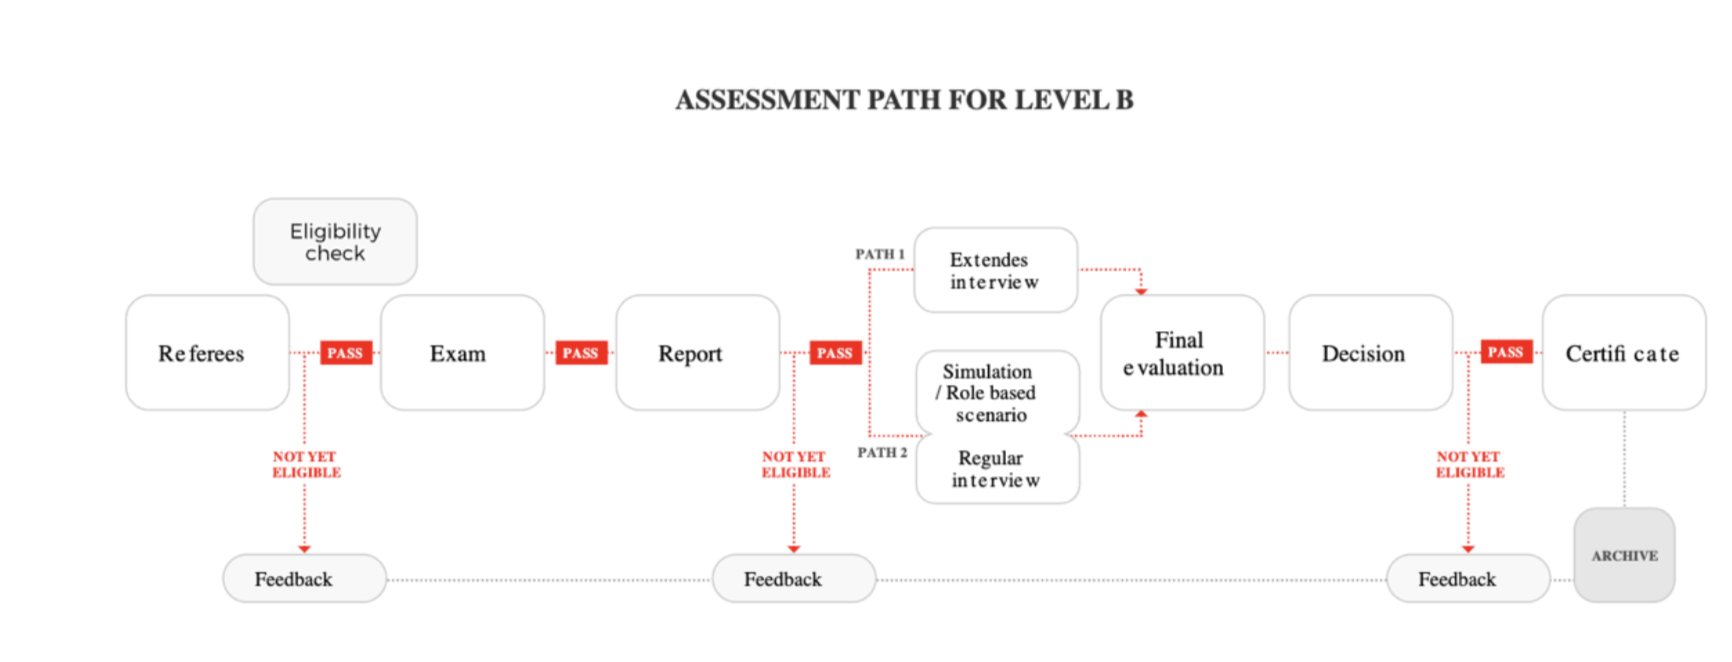 ASSESSMENT PATH FOR LEVEL B
Eligibility
check
Referees
PASS
Exam
PASS
Report
PASS
PATH 1
Extendes
interview
PATH 2
Simulation
/ Role based
scenario
Regular
interview
Final
evaluation
Decision
PASS
Certificate
NOT YET
ELIGIBLE
NOT YET
ELIGIBLE
NOT YET
ELIGIBLE
Feedback
Feedback
Feedback
ARCHIVE